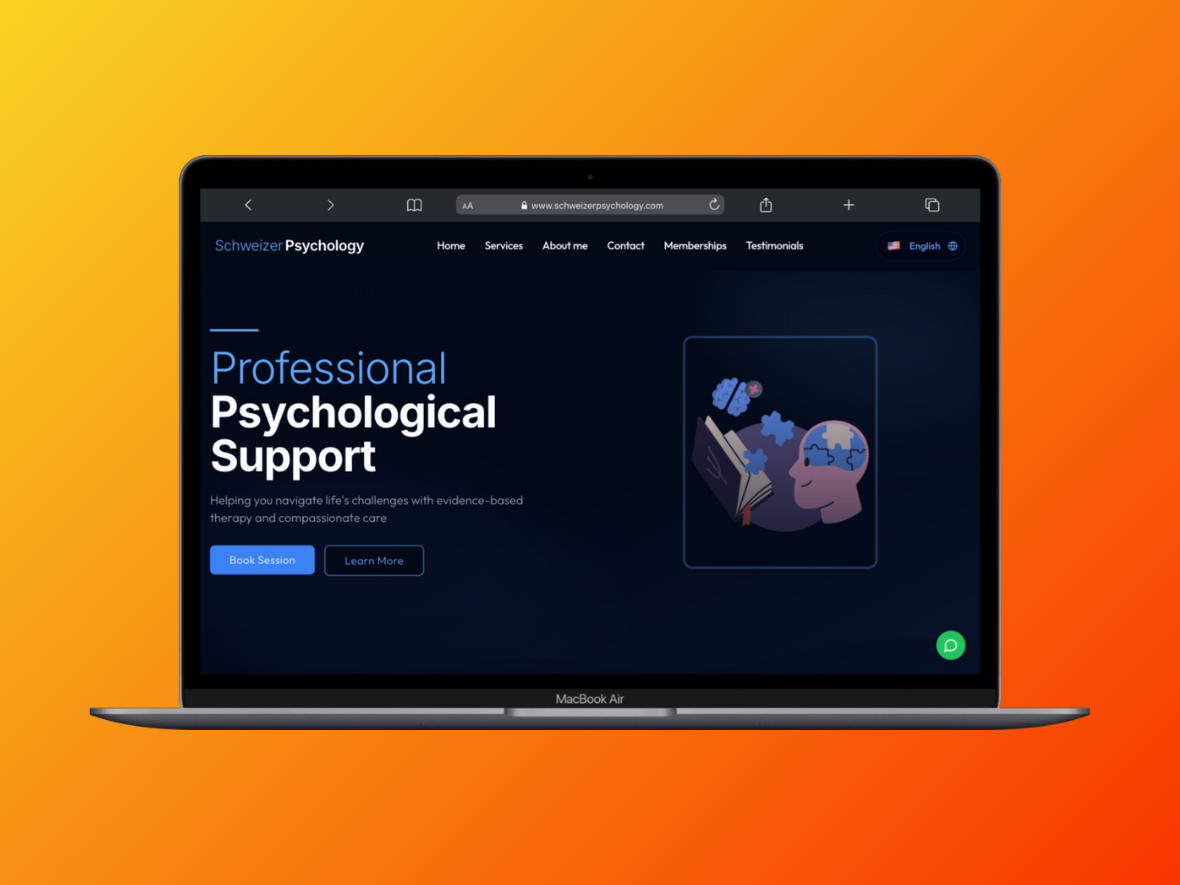 AA www.schweizerpsychology.com
Schweizer Psychology Home Services About me Contact Memberships Testimonials English
Professional
Psychological
Support
Helping you navigate life's challenges with evidence-based
therapy and compassionate care
Book Session Learn More
MacBook Air